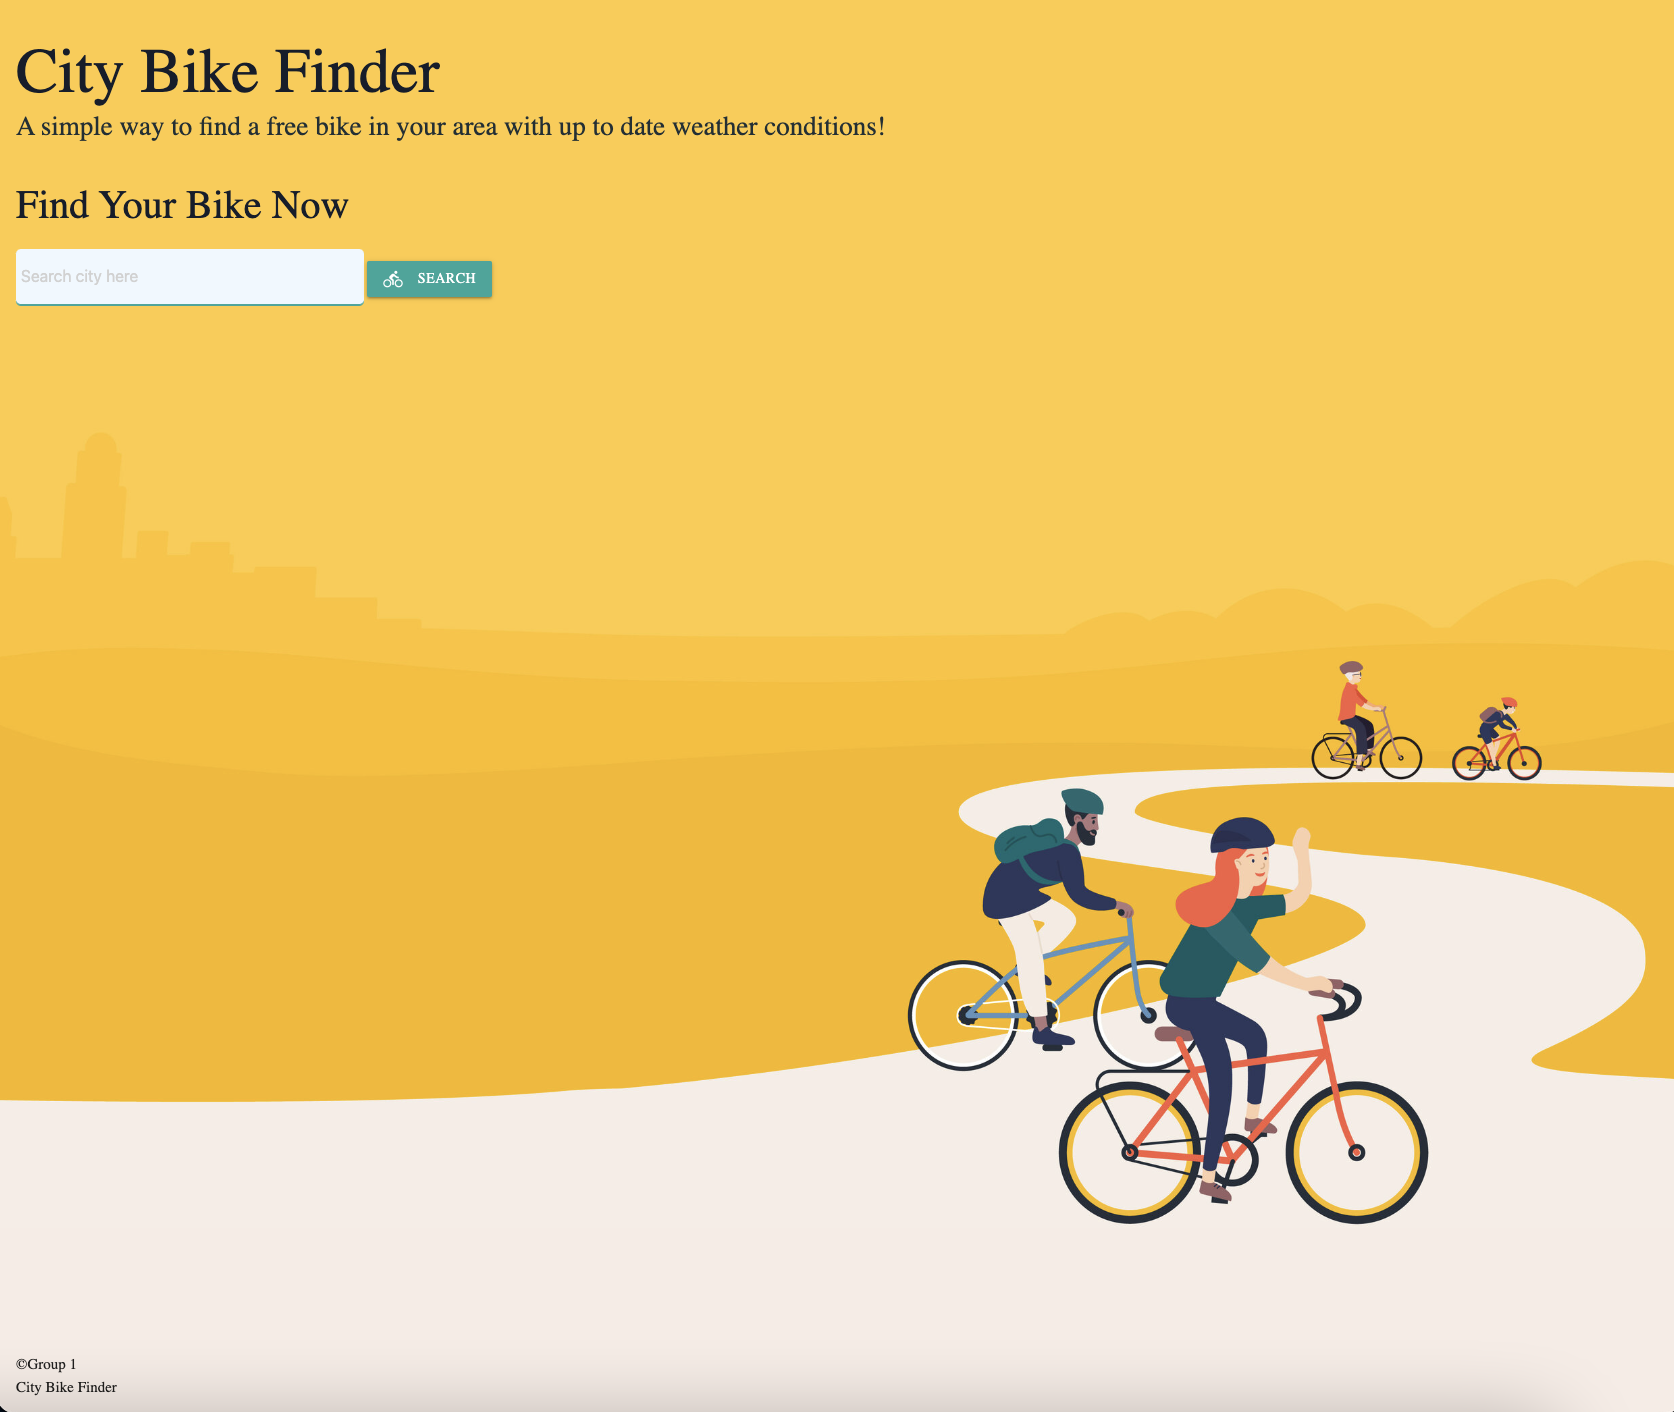 City Bike Finder
A simple way to find a free bike in your area with up to date weather conditions!
Find Your Bike Now
Search city here
SEARCH
©Group 1
City Bike Finder